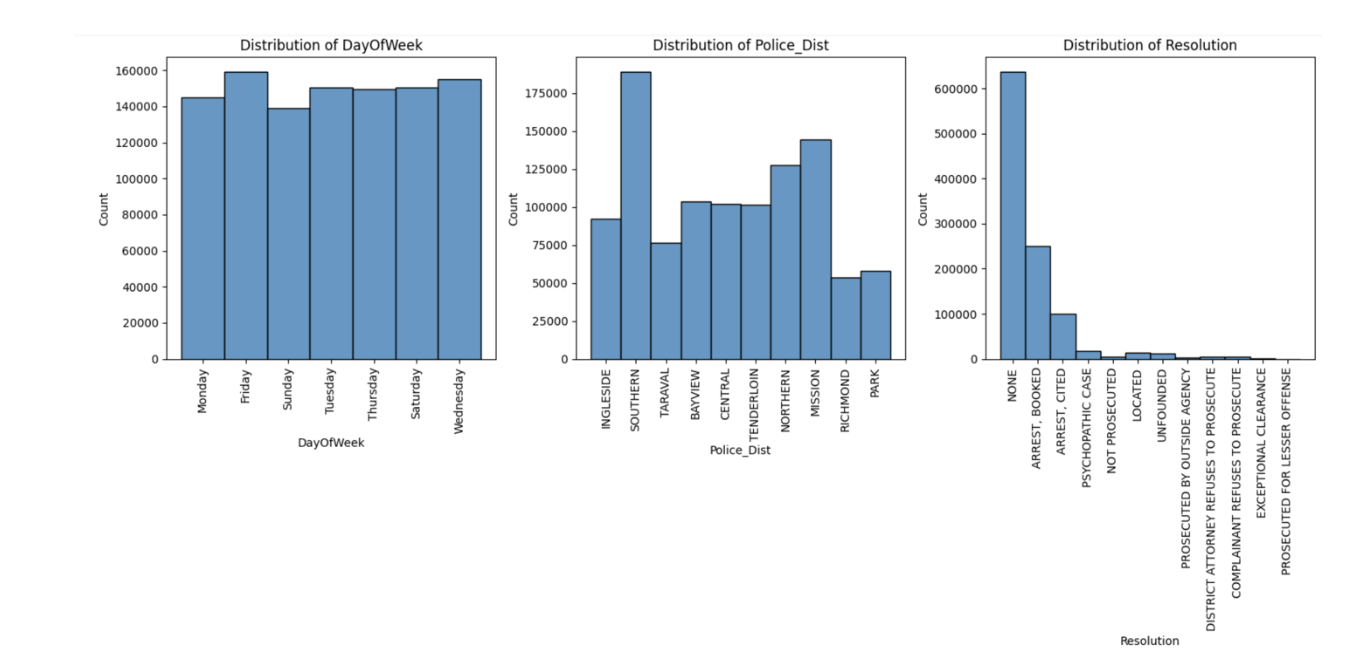 Distribution of DayOfWeek
160000
140000
120000
100000
80000
60000
40000
20000
0
Count
Monday
Friday
Sunday
Tuesday
Thursday
Saturday
Wednesday
DayOfWeek
Distribution of Police_Dist
175000
150000
125000
100000
75000
50000
25000
0
Count
INGLESIDE
SOUTHERN
TARAVAL
BAYVIEW
CENTRAL
TENDERLOIN
NORTHERN
MISSION
RICHMOND
PARK
Police_Dist
Distribution of Resolution
600000
500000
400000
300000
200000
100000
0
Count
NONE
ARREST, BOOKED
ARREST, CITED
PSYCHOPATHIC CASE
NOT PROSECUTED
LOCATED
UNFOUNDED
PROSECUTED BY OUTSIDE AGENCY
DISTRICT ATTORNEY REFUSES TO PROSECUTE
COMPLAINANT REFUSES TO PROSECUTE
EXCEPTIONAL CLEARANCE
PROSECUTED FOR LESSER OFFENSE
Resolution